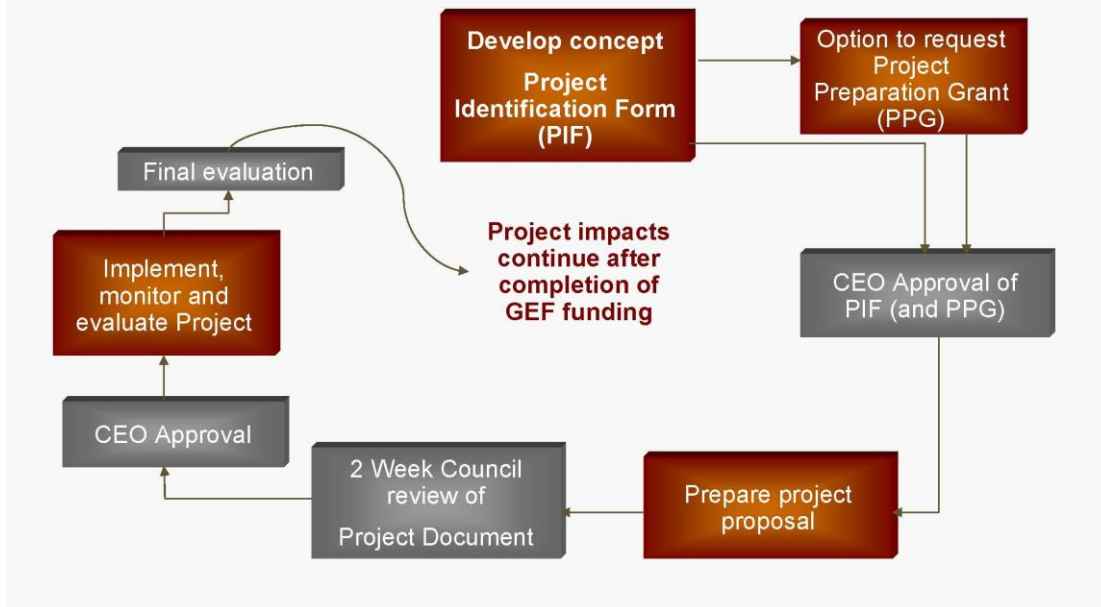 Develop concept
Project
Identification Form
(PIF)
Option to request
Project
Preparation Grant
(PPG)
CEO Approval of
PIF (and PPG)
Prepare project
proposal
2 Week Council
review of
Project Document
CEO Approval
Implement,
monitor and
evaluate Project
Final evaluation
Project impacts
continue after
completion of
GEF funding